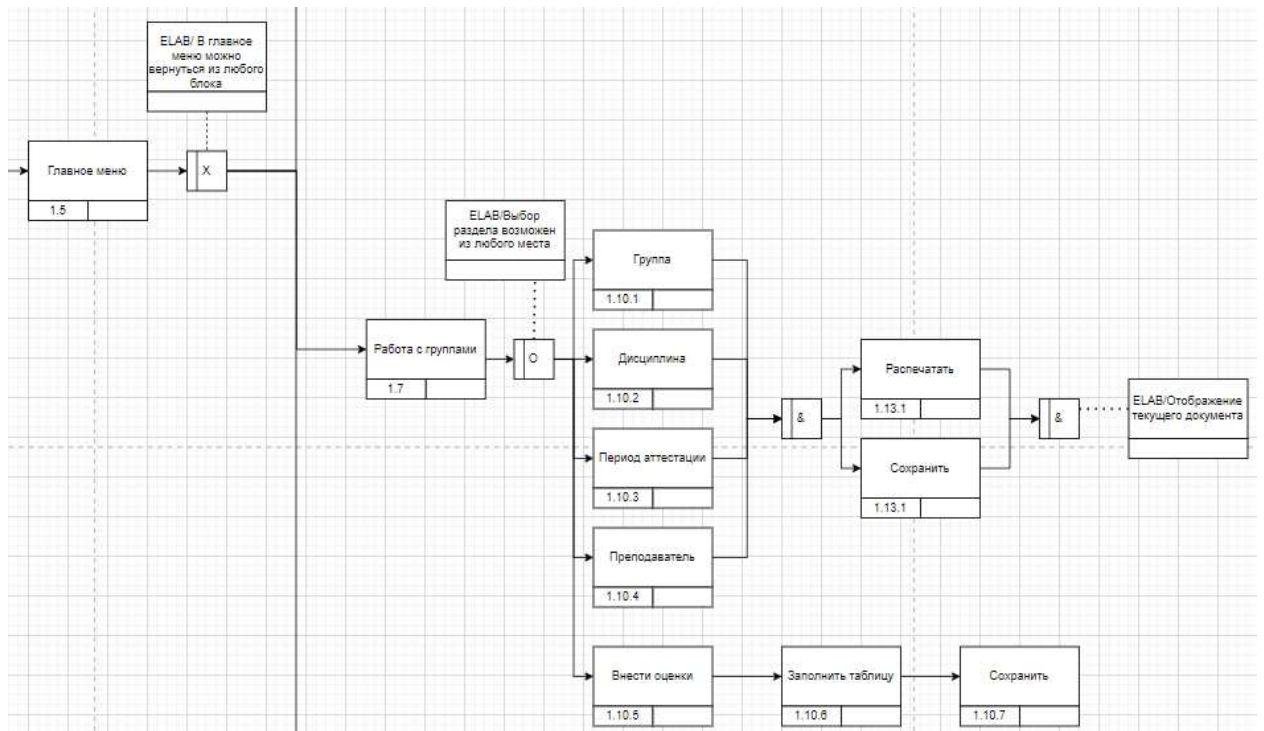 ELAB/ В главное
меню можно
вернуться из любого
блока
Главное меню
1.5
X
ELAB/Выбор
раздела возможен
из любого места
Работа с группами
1.7
O
Группа
1.10.1
Дисциплина
1.10.2
Период аттестации
1.10.3
Преподаватель
1.10.4
&
Распечатать
1.13.1
Сохранить
1.13.1
&
ELAB/Отображение
текущего документа
Внести оценки
1.10.5
Заполнить таблицу
1.10.6
Сохранить
1.10.7